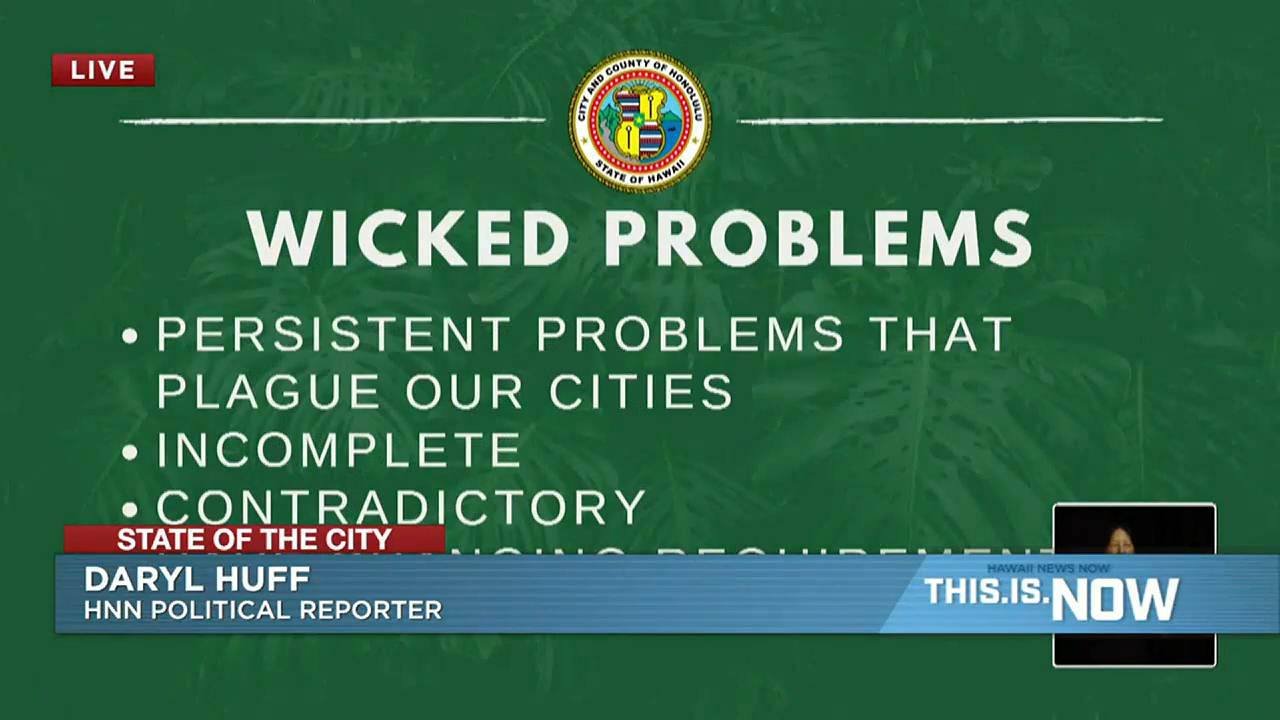 LIVE
CITY AND COUNTY OF HONOLULU
STATE OF HAWAII
WICKED PROBLEMS
• PERSISTENT PROBLEMS THAT
PLAGUE OUR CITIES
• INCOMPLETE
• CONTRADICTORY
STATE OF THE CITY
DARYL HUFF
HNN POLITICAL REPORTER
HAWAII NEWS NOW
THIS.IS.NOW